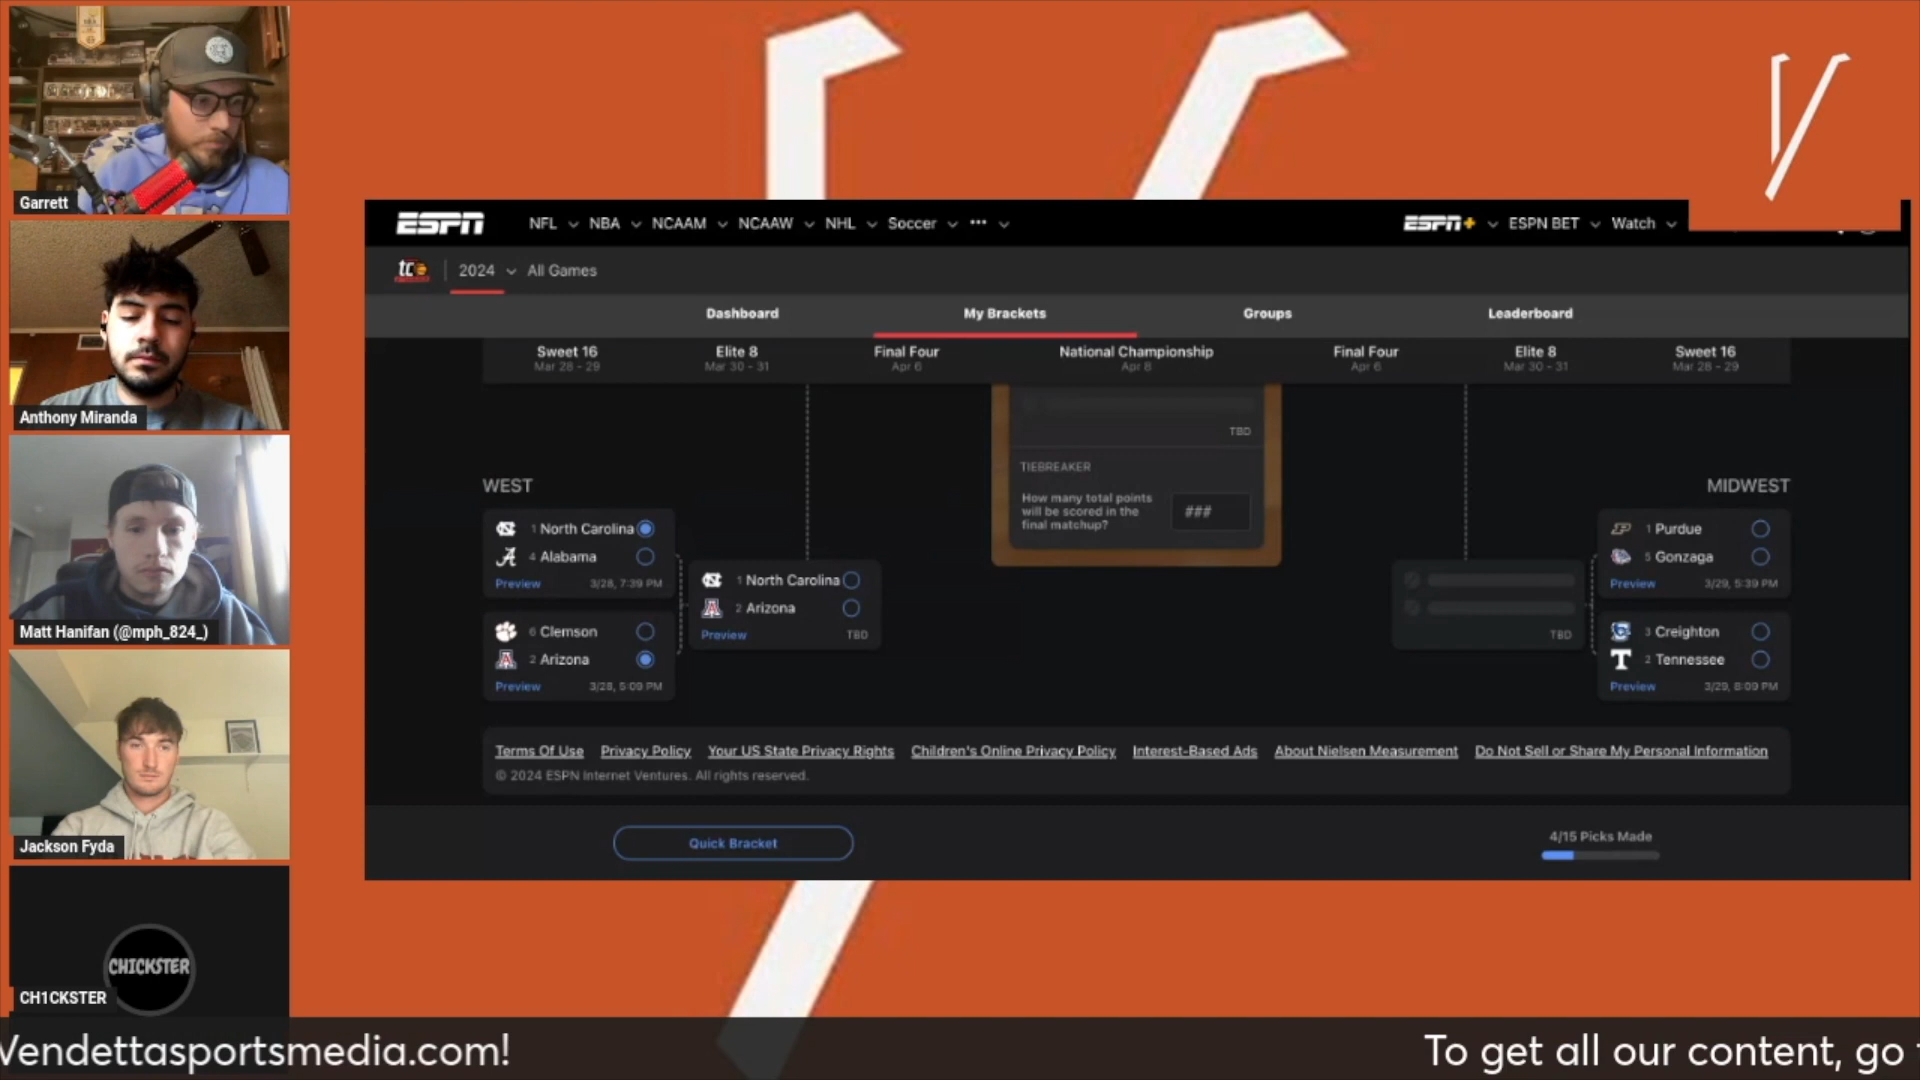 Garrett
Anthony Miranda
Matt Hanifan (@mph_824_)
Jackson Fyda
CHICKSTER
CH1CKSTER
ESPN
NFL NBA NCAAM NCAAW NHL Soccer •••
ESPN+ ESPN BET Watch
tc 2024 All Games
Dashboard My Brackets Groups Leaderboard
Sweet 16 Elite 8 Final Four National Championship Final Four Elite 8 Sweet 16
Mar 28 - 29 Mar 30 - 31 Apr 6 Apr 8 Apr 6 Mar 30 - 31 Mar 28 - 29
TBD
TIEBREAKER
How many total points
will be scored in the
final matchup?
###
WEST
1 North Carolina
4 Alabama
Preview 3/28, 7:39 PM
6 Clemson
2 Arizona
Preview 3/28, 5:09 PM
1 North Carolina
2 Arizona
Preview TBD
TBD
MIDWEST
1 Purdue
5 Gonzaga
Preview 3/29, 5:39 PM
3 Creighton
2 Tennessee
Preview 3/29, 8:09 PM
Terms Of Use Privacy Policy Your US State Privacy Rights Children's Online Privacy Policy Interest-Based Ads About Nielsen Measurement Do Not Sell or Share My Personal Information
© 2024 ESPN Internet Ventures. All rights reserved.
Quick Bracket
4/15 Picks Made
Vendettasportsmedia.com! To get all our content, go